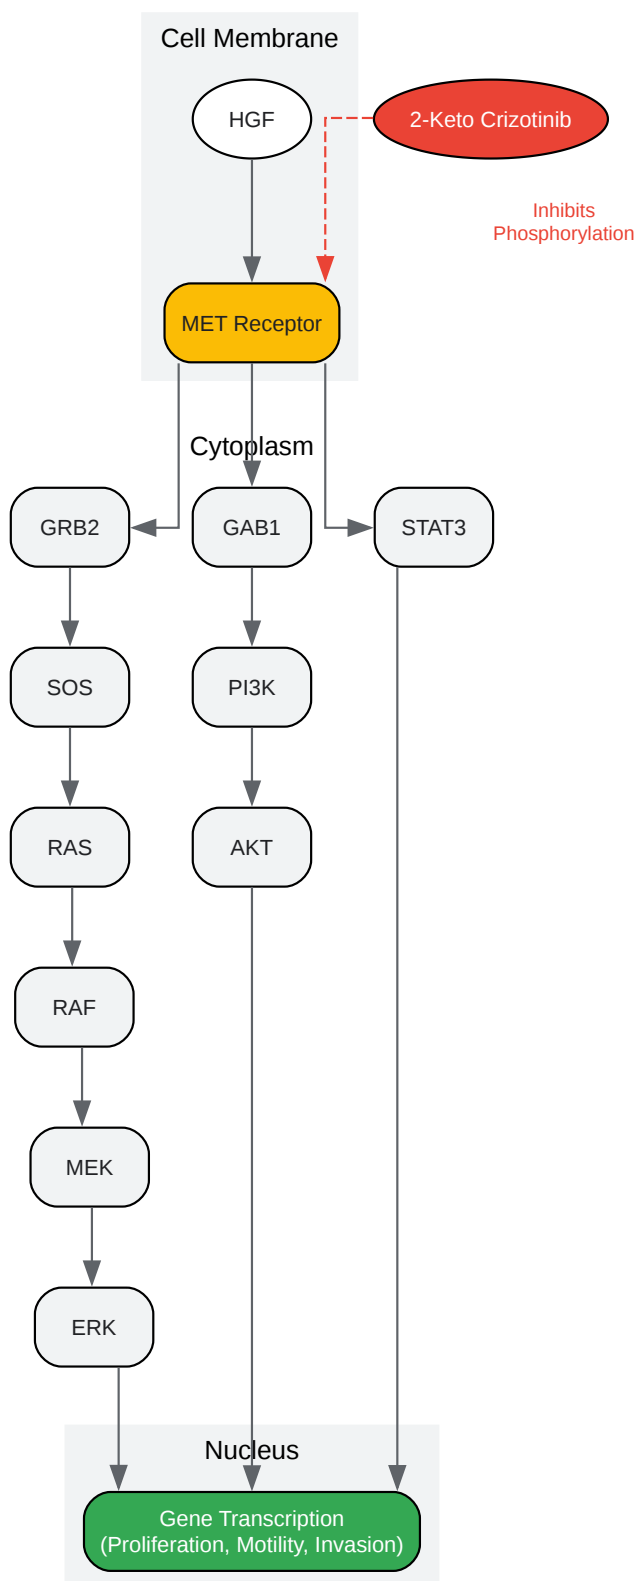 Cell Membrane
HGF
2-Keto Crizotinib
Inhibits
Phosphorylation
MET Receptor
Cytoplasm
GRB2
GAB1
STAT3
SOS
PI3K
RAS
AKT
RAF
MEK
ERK
Nucleus
Gene Transcription
(Proliferation, Motility, Invasion)